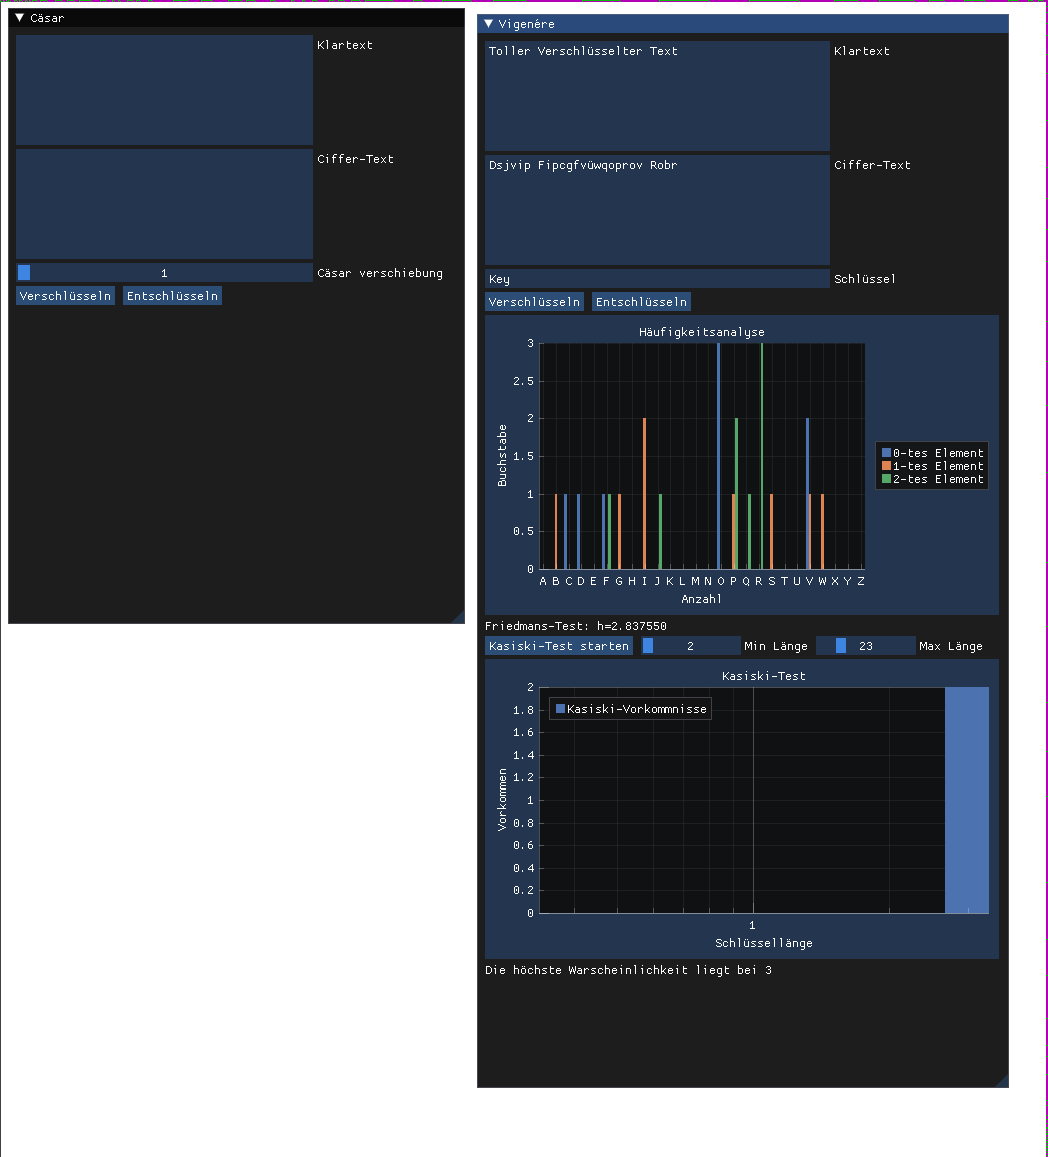 Cäsar
Klartext
Ciffer-Text
1
Cäsar verschiebung
Verschlüsseln Entschlüsseln
Vigenére
Toller Verschlüsselter Text
Klartext
Dsjvip Fipcgfvüwqoprov Robr
Ciffer-Text
Key
Schlüssel
Verschlüsseln Entschlüsseln
Häufigkeitsanalyse
3
2.5
2
1.5
1
0.5
0
Buchstabe
A B C D E F G H I J K L M N O P Q R S T U V W X Y Z
Anzahl
0-tes Element
1-tes Element
2-tes Element
Friedmans-Test: h=2.837550
Kasiski-Test starten 2 Min Länge 23 Max Länge
Kasiski-Test
Kasiski-Vorkommnisse
2
1.8
1.6
1.4
1.2
1
0.8
0.6
0.4
0.2
0
Vorkommen
1
Schlüssellänge
Die höchste Warscheinlichkeit liegt bei 3